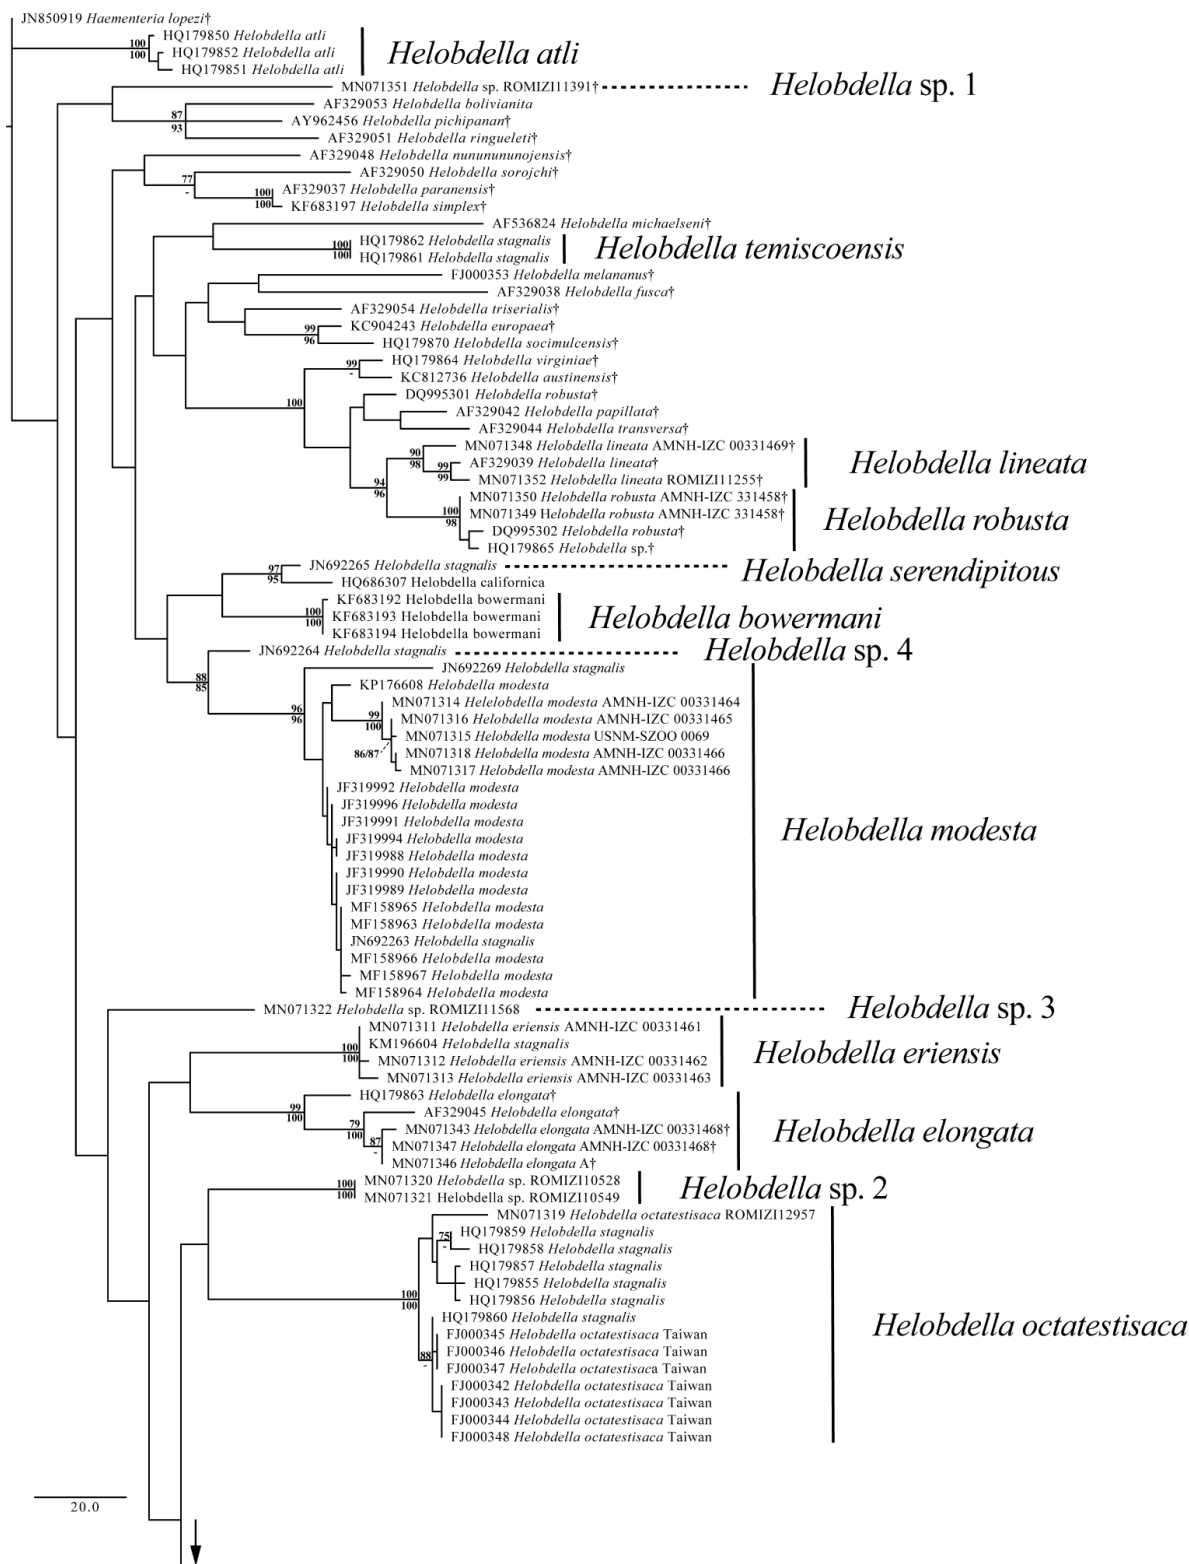 JN850919 Haementeria lopezi†
HQ179850 Helobdella atli
100
100
HQ179852 Helobdella atli
HQ179851 Helobdella atli
Helobdella atli
MN071351 Helobdella sp. ROMIZI11391†
Helobdella sp. 1
AF329053 Helobdella bolivianita
87
93
AY962456 Helobdella pichipanan†
AF329051 Helobdella ringueleti†
AF329048 Helobdella nununununojensis†
AF329050 Helobdella sorojchi†
77
-
AF329037 Helobdella paranensis†
100
100
KF683197 Helobdella simplex†
AF536824 Helobdella michaelseni†
HQ179862 Helobdella stagnalis
100
100
HQ179861 Helobdella stagnalis
Helobdella temiscoensis
FJ000353 Helobdella melananus†
AF329038 Helobdella fusca†
AF329054 Helobdella triserialis†
KC904243 Helobdella europaea†
99
96
HQ179870 Helobdella socimulcensis†
HQ179864 Helobdella virginiae†
99
-
KC812736 Helobdella austinensis†
100
DQ995301 Helobdella robusta†
AF329042 Helobdella papillata†
AF329044 Helobdella transversa†
MN071348 Helobdella lineata AMNH-IZC 00331469†
90
98
AF329039 Helobdella lineata†
99
99
MN071352 Helobdella lineata ROMIZI11255†
Helobdella lineata
94
96
MN071350 Helobdella robusta AMNH-IZC 331458†
MN071349 Helobdella robusta AMNH-IZC 331458†
100
98
DQ995302 Helobdella robusta†
HQ179865 Helobdella sp.†
Helobdella robusta
JN692265 Helobdella stagnalis
97
95
Helobdella serendipitous
HQ686307 Helobdella californica
KF683192 Helobdella bowermani
100
100
KF683193 Helobdella bowermani
KF683194 Helobdella bowermani
Helobdella bowermani
JN692264 Helobdella stagnalis
Helobdella sp. 4
88
85
JN692269 Helobdella stagnalis
KP176608 Helobdella modesta
96
96
MN071314 Helelobdella modesta AMNH-IZC 00331464
99
100
MN071316 Helobdella modesta AMNH-IZC 00331465
MN071315 Helobdella modesta USNM-SZOO 0069
86/87
MN071318 Helobdella modesta AMNH-IZC 00331466
MN071317 Helobdella modesta AMNH-IZC 00331466
JF319992 Helobdella modesta
JF319996 Helobdella modesta
JF319991 Helobdella modesta
JF319994 Helobdella modesta
JF319988 Helobdella modesta
JF319990 Helobdella modesta
JF319989 Helobdella modesta
MF158965 Helobdella modesta
MF158963 Helobdella modesta
JN692263 Helobdella stagnalis
MF158966 Helobdella modesta
MF158967 Helobdella modesta
MF158964 Helobdella modesta
Helobdella modesta
MN071322 Helobdella sp. ROMIZI11568
Helobdella sp. 3
MN071311 Helobdella eriensis AMNH-IZC 00331461
KM196604 Helobdella stagnalis
100
100
MN071312 Helobdella eriensis AMNH-IZC 00331462
MN071313 Helobdella eriensis AMNH-IZC 00331463
Helobdella eriensis
HQ179863 Helobdella elongata†
99
100
AF329045 Helobdella elongata†
79
100
MN071343 Helobdella elongata AMNH-IZC 00331468†
87
-
MN071347 Helobdella elongata AMNH-IZC 00331468†
MN071346 Helobdella elongata A†
Helobdella elongata
MN071320 Helobdella sp. ROMIZI10528
100
100
MN071321 Helobdella sp. ROMIZI10549
Helobdella sp. 2
MN071319 Helobdella octatestisaca ROMIZI12957
HQ179859 Helobdella stagnalis
75
-
HQ179858 Helobdella stagnalis
HQ179857 Helobdella stagnalis
HQ179855 Helobdella stagnalis
HQ179856 Helobdella stagnalis
100
100
HQ179860 Helobdella stagnalis
FJ000345 Helobdella octatestisaca Taiwan
FJ000346 Helobdella octatestisaca Taiwan
88
-
FJ000347 Helobdella octatestisaca Taiwan
FJ000342 Helobdella octatestisaca Taiwan
FJ000343 Helobdella octatestisaca Taiwan
FJ000344 Helobdella octatestisaca Taiwan
FJ000348 Helobdella octatestisaca Taiwan
Helobdella octatestisaca
20.0